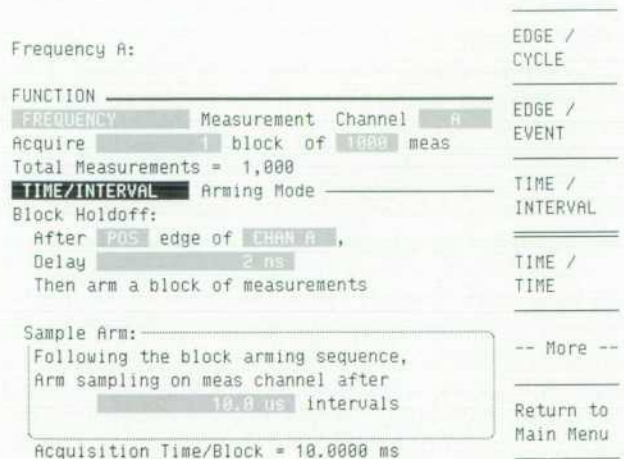 Frequency A:
FUNCTION
FREQUENCY Measurement Channel A
Acquire 1 block of 1000 meas
Total Measurements = 1,000
TIME/INTERVAL Arming Mode
Block Holdoff:
After POS edge of CHAN A ,
Delay 2 ns
Then arm a block of measurements
Sample Arm:
Following the block arming sequence,
Arm sampling on meas channel after
10.0 us intervals
Acquisition Time/Block = 10.0000 ms
EDGE /
CYCLE
EDGE /
EVENT
TIME /
INTERVAL
TIME /
TIME
-- More --
Return to
Main Menu